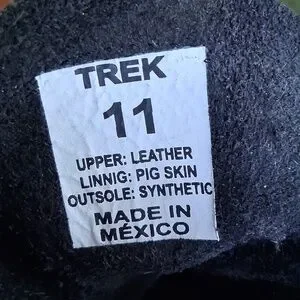 TREK
11
UPPER: LEATHER
LINNIG: PIG SKIN
OUTSOLE: SYNTHETIC
MADE IN
MÉXICO